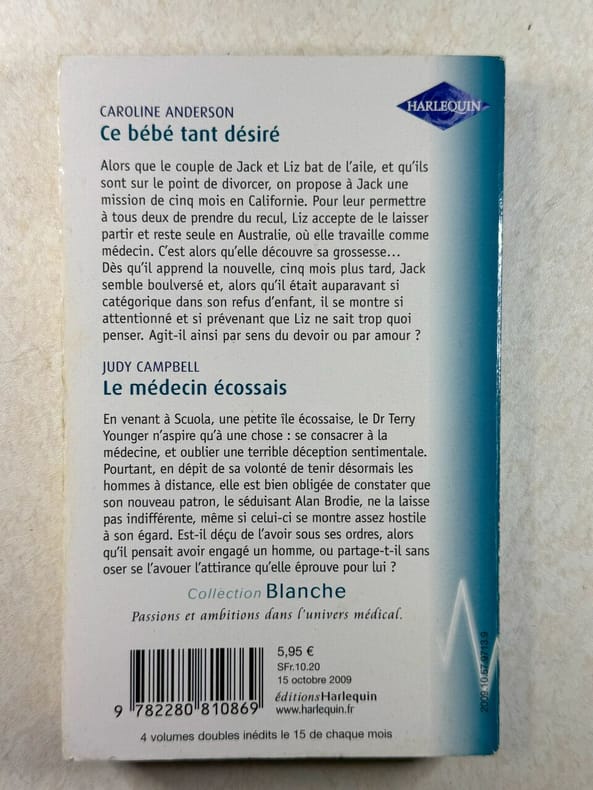 HARLEQUIN
CAROLINE ANDERSON
Ce bébé tant désiré
Alors que le couple de Jack et Liz bat de l'aile, et qu'ils
sont sur le point de divorcer, on propose à Jack une
mission de cinq mois en Californie. Pour leur permettre
à tous deux de prendre du recul, Liz accepte de le laisser
partir et reste seule en Australie, où elle travaille comme
médecin. C'est alors qu'elle découvre sa grossesse...
Dès qu'il apprend la nouvelle, cinq mois plus tard, Jack
semble boulversé et, alors qu'il était auparavant si
catégorique dans son refus d'enfant, il se montre si
attentionné et si prévenant que Liz ne sait trop quoi
penser. Agit-il ainsi par sens du devoir ou par amour ?
JUDY CAMPBELL
Le médecin écossais
En venant à Scuola, une petite île écossaise, le Dr Terry
Younger n'aspire qu'à une chose : se consacrer à la
médecine, et oublier une terrible déception sentimentale.
Pourtant, en dépit de sa volonté de tenir désormais les
hommes à distance, elle est bien obligée de constater que
son nouveau patron, le séduisant Alan Brodie, ne la laisse
pas indifférente, même si celui-ci se montre assez hostile
à son égard. Est-il déçu de l'avoir sous ses ordres, alors
qu'il pensait avoir engagé un homme, ou partage-t-il sans
oser se l'avouer l'attirance qu'elle éprouve pour lui ?
Collection Blanche
Passions et ambitions dans l'univers médical.
5,95 €
SFr.10.20
15 octobre 2009
éditionsHarlequin
www.harlequin.fr
9 782280 810869
4 volumes doubles inédits le 15 de chaque mois
2009.10.57.9713.9